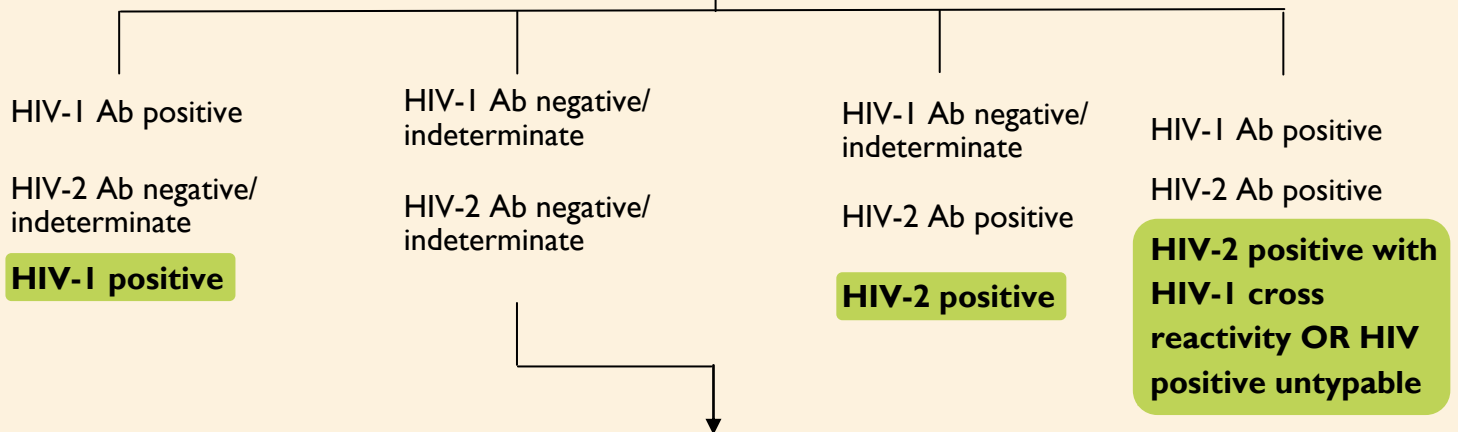 HIV-1 Ab positive
HIV-2 Ab negative/
indeterminate
HIV-1 positive
HIV-1 Ab negative/
indeterminate
HIV-2 Ab negative/
indeterminate
HIV-1 Ab negative/
indeterminate
HIV-2 Ab positive
HIV-2 positive
HIV-1 Ab positive
HIV-2 Ab positive
HIV-2 positive with
HIV-1 cross
reactivity OR HIV
positive untypable